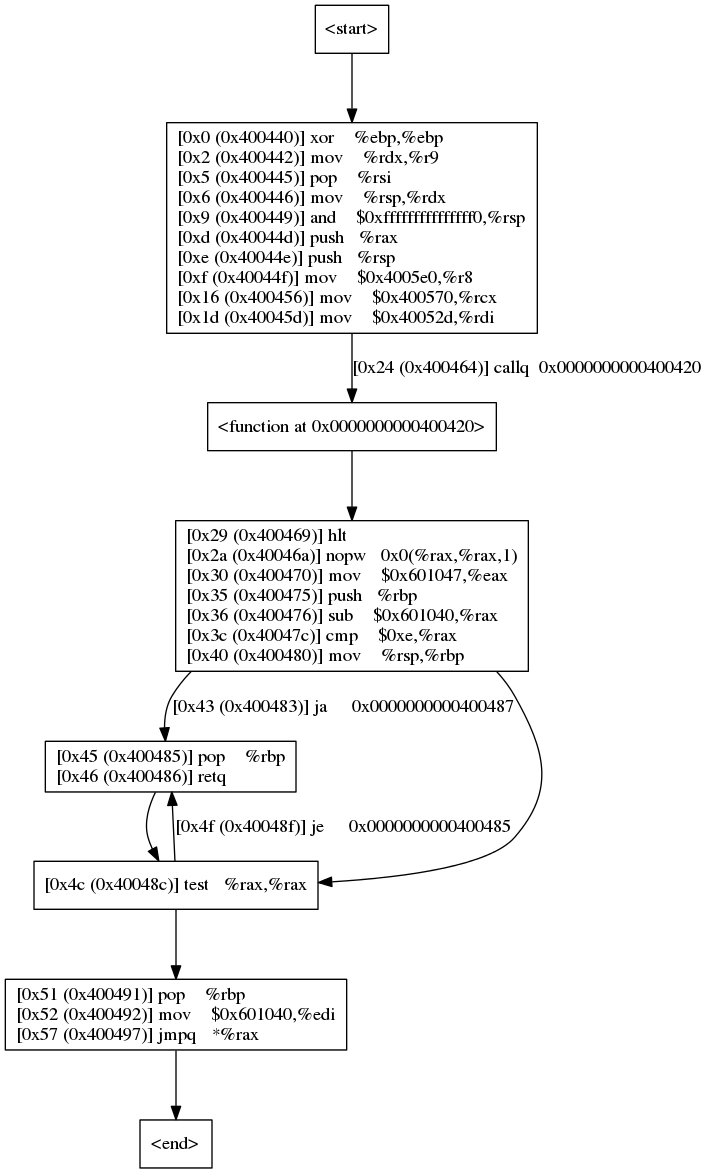 <start>
[0x0 (0x400440)] xor %ebp,%ebp
[0x2 (0x400442)] mov %rdx,%r9
[0x5 (0x400445)] pop %rsi
[0x6 (0x400446)] mov %rsp,%rdx
[0x9 (0x400449)] and $0xfffffffffffffff0,%rsp
[0xd (0x40044d)] push %rax
[0xe (0x40044e)] push %rsp
[0xf (0x40044f)] mov $0x4005e0,%r8
[0x16 (0x400456)] mov $0x400570,%rcx
[0x1d (0x40045d)] mov $0x40052d,%rdi
[0x24 (0x400464)] callq 0x0000000000400420
<function at 0x0000000000400420>
[0x29 (0x400469)] hlt
[0x2a (0x40046a)] nopw 0x0(%rax,%rax,1)
[0x30 (0x400470)] mov $0x601047,%eax
[0x35 (0x400475)] push %rbp
[0x36 (0x400476)] sub $0x601040,%rax
[0x3c (0x40047c)] cmp $0xe,%rax
[0x40 (0x400480)] mov %rsp,%rbp
[0x43 (0x400483)] ja 0x0000000000400487
[0x45 (0x400485)] pop %rbp
[0x46 (0x400486)] retq
[0x4f (0x40048f)] je 0x0000000000400485
[0x4c (0x40048c)] test %rax,%rax
[0x51 (0x400491)] pop %rbp
[0x52 (0x400492)] mov $0x601040,%edi
[0x57 (0x400497)] jmpq *%rax
<end>